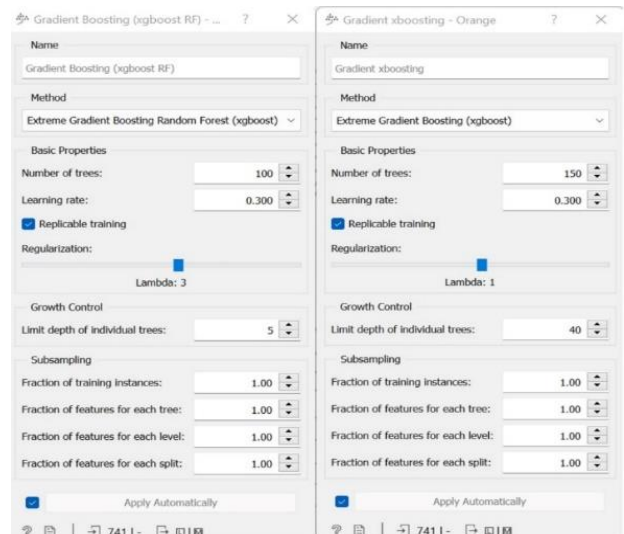 Gradient Boosting (xgboost RF) - ... ? ×
Name
Gradient Boosting (xgboost RF)
Method
Extreme Gradient Boosting Random Forest (xgboost)
Basic Properties
Number of trees: 100
Learning rate: 0.300
Replicable training
Regularization:
Lambda: 3
Growth Control
Limit depth of individual trees: 5
Subsampling
Fraction of training instances: 1.00
Fraction of features for each tree: 1.00
Fraction of features for each level: 1.00
Fraction of features for each split: 1.00
Apply Automatically
? 741 | -
Gradient xboosting - Orange ? ×
Name
Gradient xboosting
Method
Extreme Gradient Boosting (xgboost)
Basic Properties
Number of trees: 150
Learning rate: 0.300
Replicable training
Regularization:
Lambda: 1
Growth Control
Limit depth of individual trees: 40
Subsampling
Fraction of training instances: 1.00
Fraction of features for each tree: 1.00
Fraction of features for each level: 1.00
Fraction of features for each split: 1.00
Apply Automatically
? 741 | -